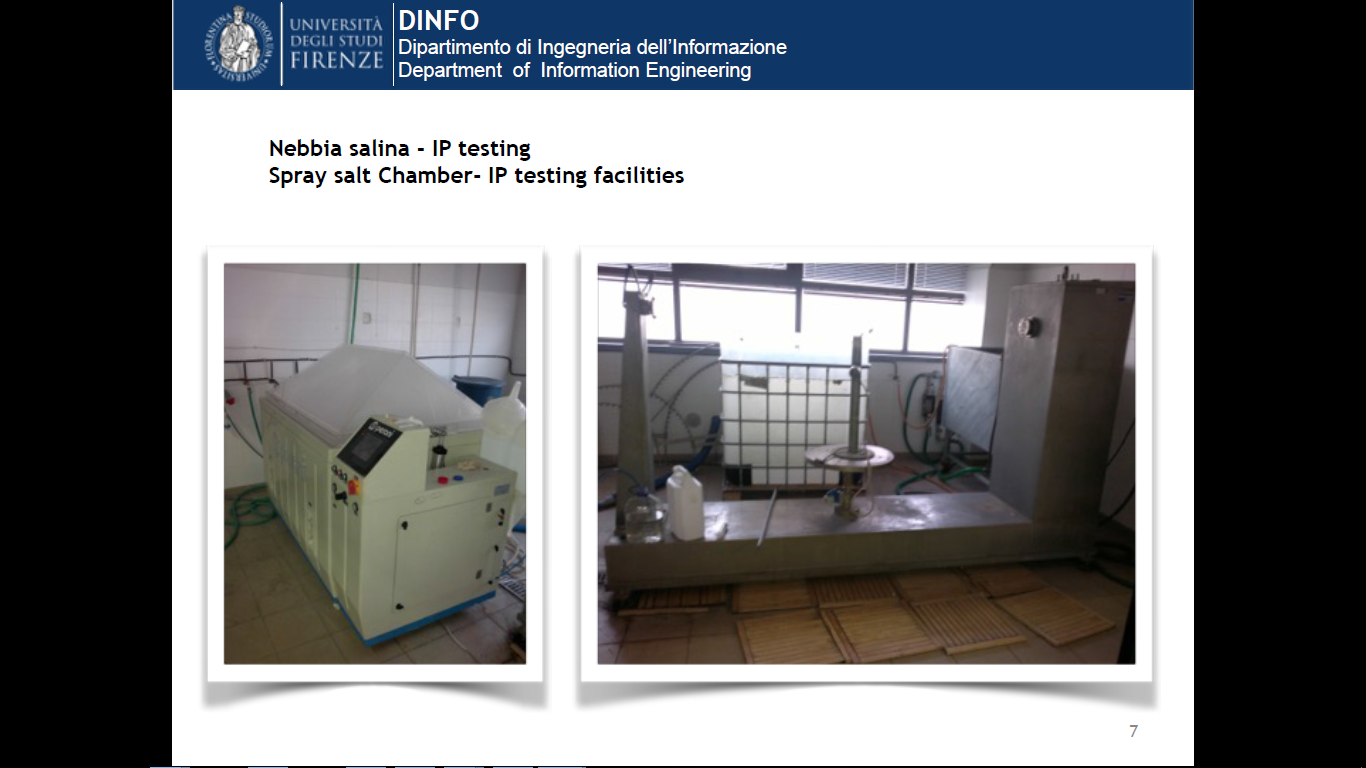 UNIVERSITÀ
DEGLI STUDI
FIRENZE
DINFO
Dipartimento di Ingegneria dell'Informazione
Department of Information Engineering
Nebbia salina - IP testing
Spray salt Chamber- IP testing facilities
7